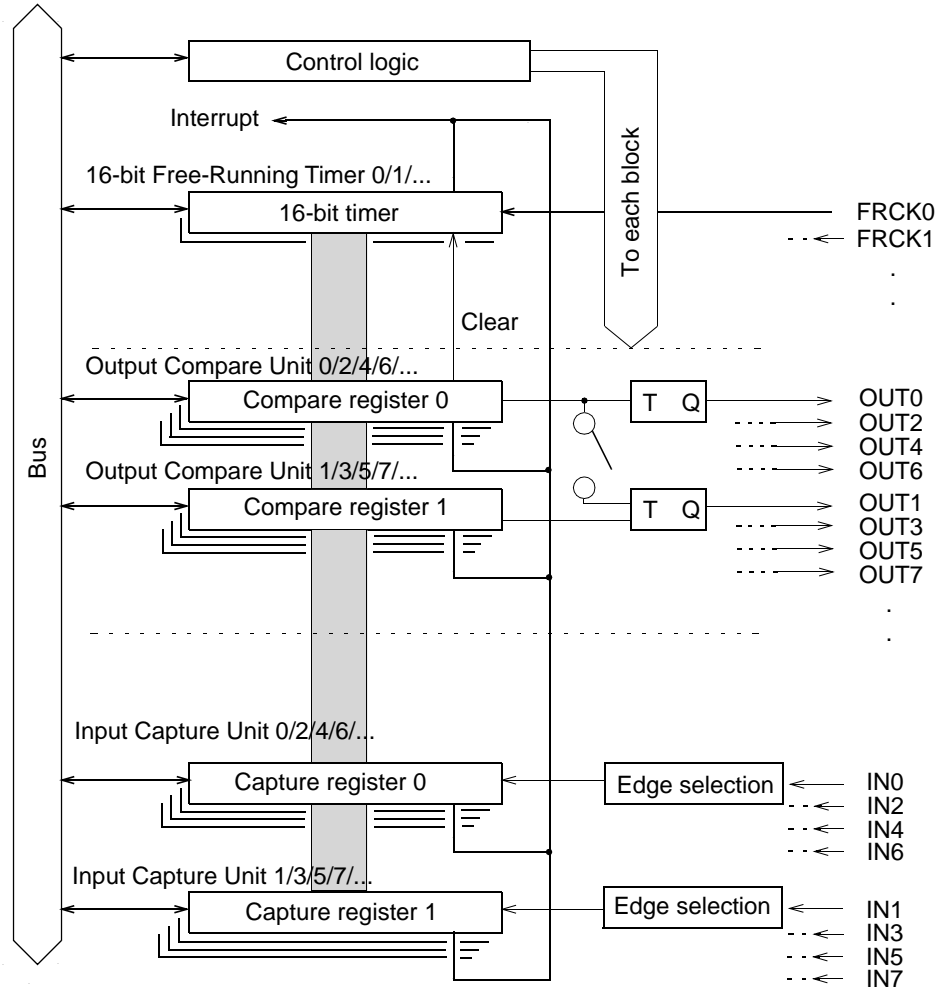 Control logic
Interrupt
16-bit Free-Running Timer 0/1/...
16-bit timer
FRCK0
FRCK1
.
.
To each block
Clear
Bus
Output Compare Unit 0/2/4/6/...
Compare register 0
T Q
OUT0
OUT2
OUT4
OUT6
Output Compare Unit 1/3/5/7/...
Compare register 1
T Q
OUT1
OUT3
OUT5
OUT7
.
.
Input Capture Unit 0/2/4/6/...
Capture register 0
Edge selection
IN0
IN2
IN4
IN6
Input Capture Unit 1/3/5/7/...
Capture register 1
Edge selection
IN1
IN3
IN5
IN7